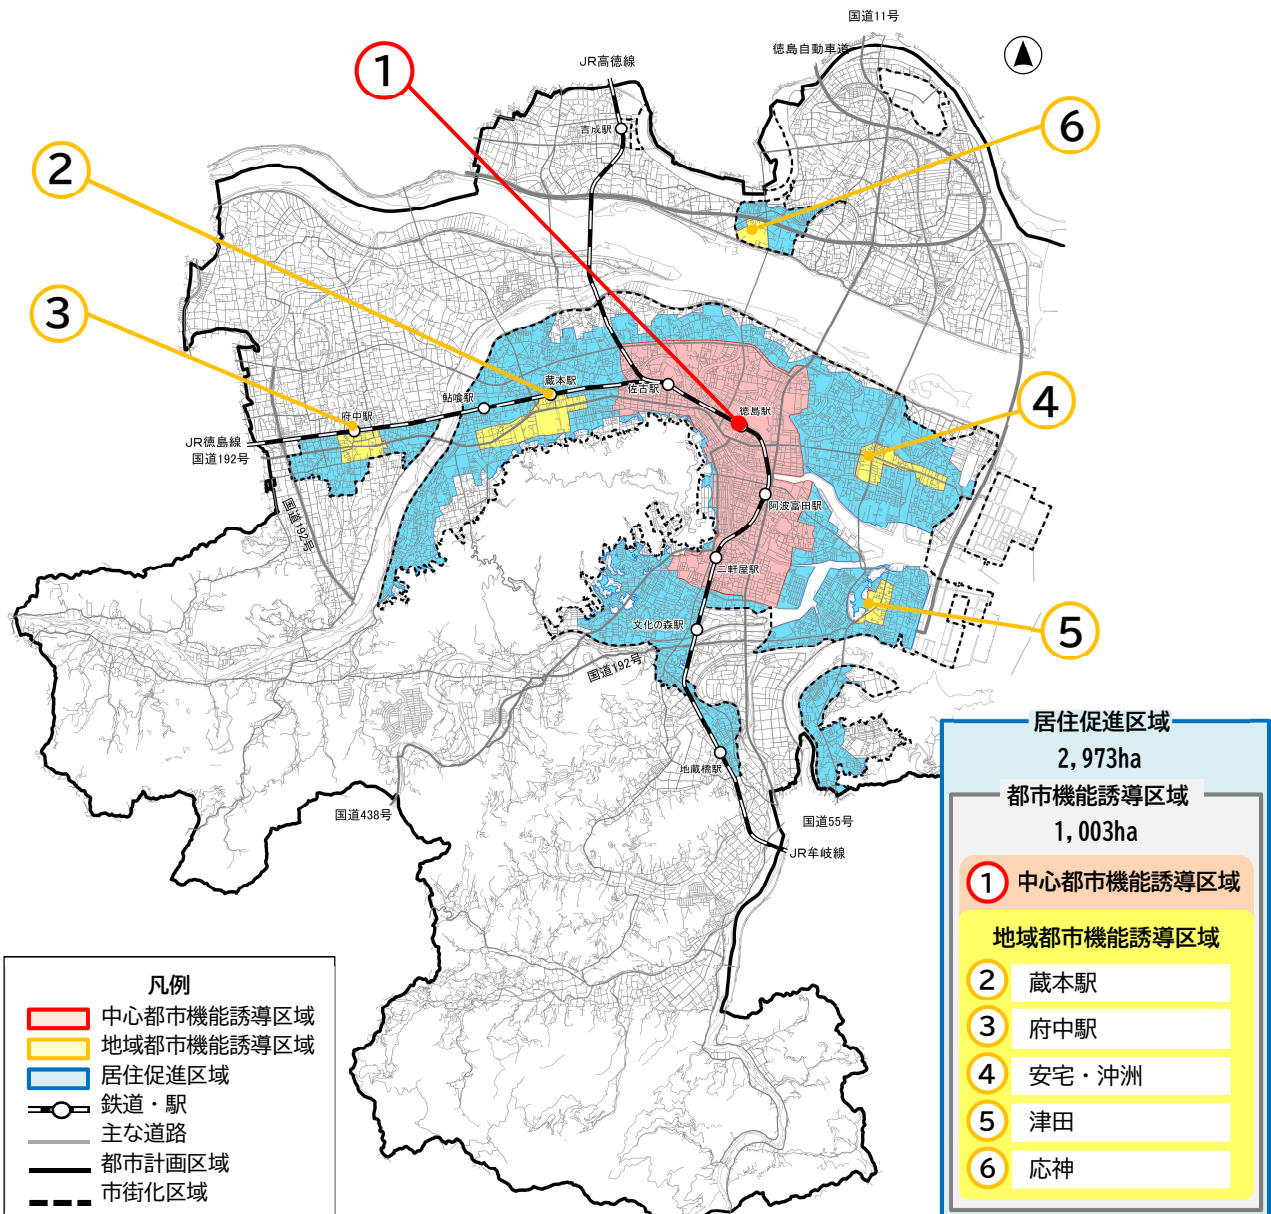 国道11号
徳島自動車道
JR高徳線
①
吉成駅
⑥
②
③
蔵本駅
佐古駅
鮎喰駅
徳島駅
④
府中駅
JR徳島線
国道192号
国道192号
阿波富田駅
二軒屋駅
文化の森駅
⑤
国道192号
地蔵橋駅
国道438号
国道55号
JR牟岐線
居住促進区域
2,973ha
都市機能誘導区域
1,003ha
① 中心都市機能誘導区域
地域都市機能誘導区域
② 蔵本駅
③ 府中駅
④ 安宅・沖洲
⑤ 津田
⑥ 応神
凡例
中心都市機能誘導区域
地域都市機能誘導区域
居住促進区域
鉄道・駅
主な道路
都市計画区域
市街化区域